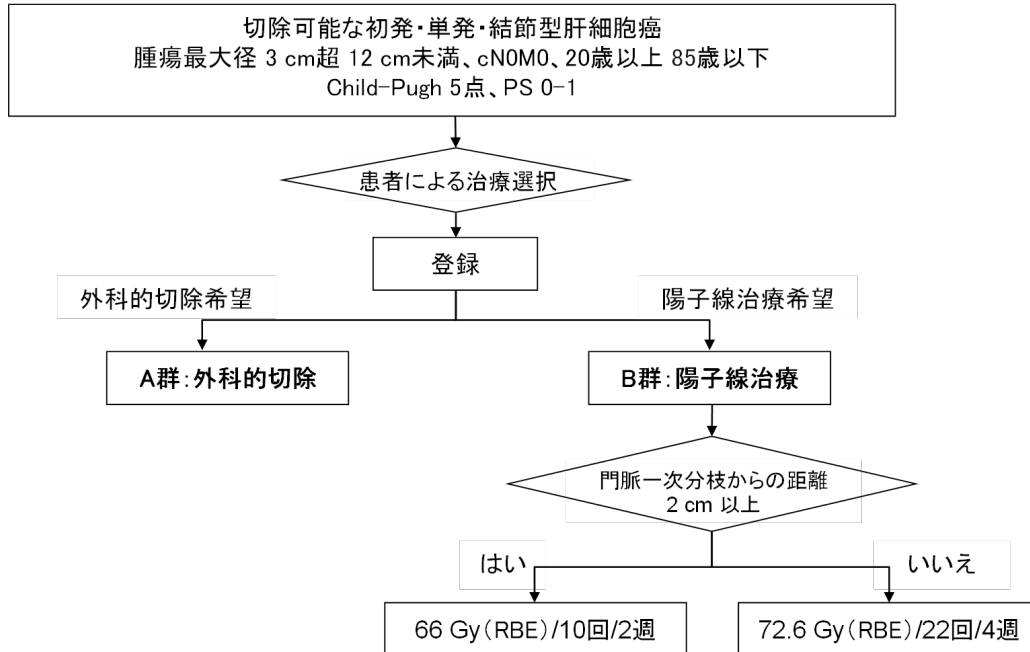 切除可能な初発・単発・結節型肝細胞癌
腫瘍最大径 3 cm超 12 cm未満、cN0M0、20歳以上 85歳以下
Child-Pugh 5点、PS 0-1
患者による治療選択
登録
外科的切除希望
陽子線治療希望
A群：外科的切除
B群：陽子線治療
門脈一次分枝からの距離
2 cm 以上
はい
いいえ
66 Gy（RBE）/10回/2週
72.6 Gy（RBE）/22回/4週